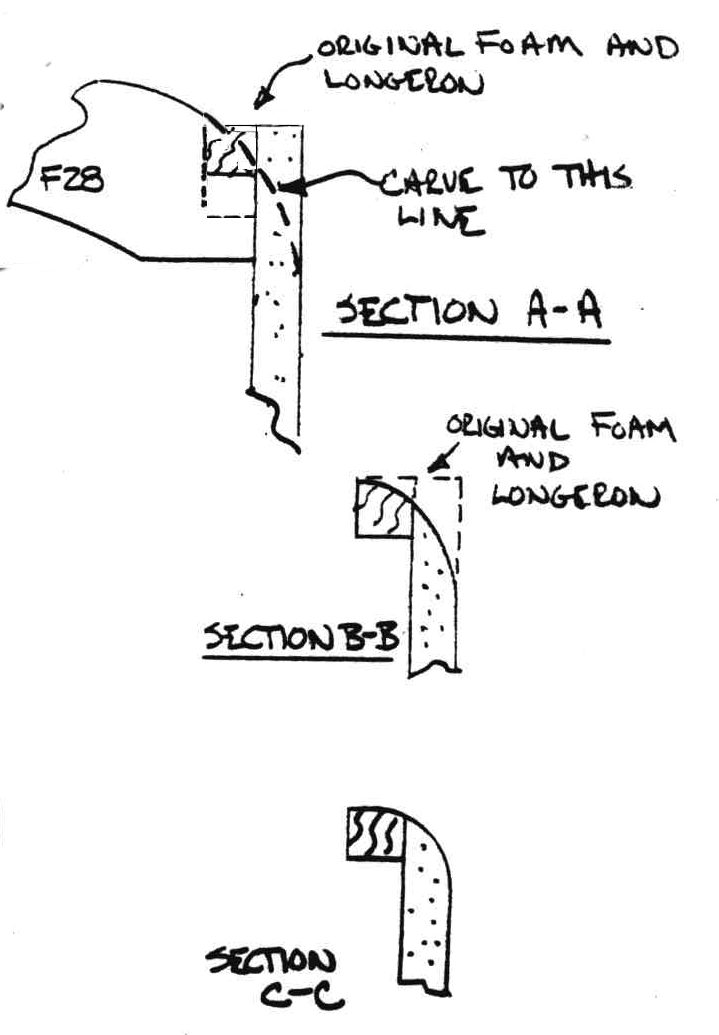 ORIGINAL FOAM AND
LONGERON
F28
CARVE TO THIS
LINE
SECTION A-A
ORIGINAL FOAM
AND
LONGERON
SECTION B-B
SECTION
C-C